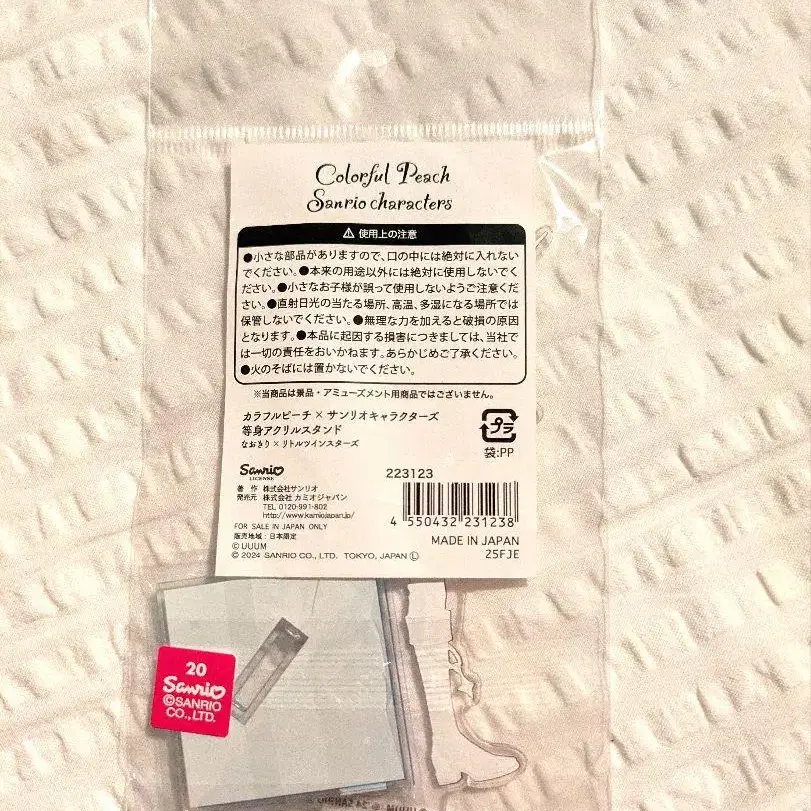 Colorful Peach
Sanrio characters
⚠ 使用上の注意
●小さな部品がありますので、口の中には絶対に入れない
でください。●本来の用途以外には絶対に使用しないでく
ださい。●小さなお子様が誤って使用しないようご注意くだ
さい。●直射日光の当たる場所、高温、多湿になる場所では
保管しないでください。●無理な力を加えると破損の原因
となります。●本品に起因する損害につきましては、当社で
は一切の責任をおいかねます。あらかじめご了承ください。
●火のそばには置かないでください。
※当商品は景品・アミューズメント用商品ではございません。
カラフルピーチ × サンリオキャラクターズ
等身アクリルスタンド
なおきり × リトルツインスターズ
プラ
袋:PP
Sanrio
LICENSE
著 作 株式会社サンリオ
発売元 株式会社 カミオジャパン
TEL 0120-991-802
http://www.kamiojapan.jp/
FOR SALE IN JAPAN ONLY
販売地域:日本限定
© UUUM
© 2024 SANRIO CO., LTD. TOKYO, JAPAN Ⓛ
223123
4 550432 231238
MADE IN JAPAN
25FJE
20
Sanrio
©SANRIO
CO.,LTD.